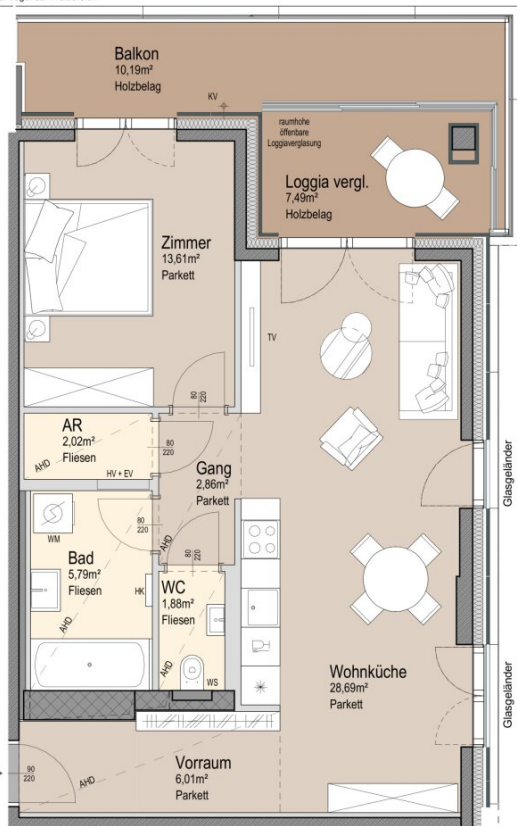 Balkon
10,19m²
Holzbelag
KV
raumhohe
öffenbare
Loggiaverglasung
Loggia vergl.
7,49m²
Holzbelag
Zimmer
13,61m²
Parkett
TV
80
220
AR
2,02m²
Fliesen
AHD
HV + EV
80
220
Gang
2,86m²
Parkett
Glasgeländer
WM
Bad
5,79m²
Fliesen
80
220
HK
AHD
AHD
80
220
WC
1,88m²
Fliesen
AHD
WS
Wohnküche
28,69m²
Parkett
Glasgeländer
90
220
AHD
Vorraum
6,01m²
Parkett